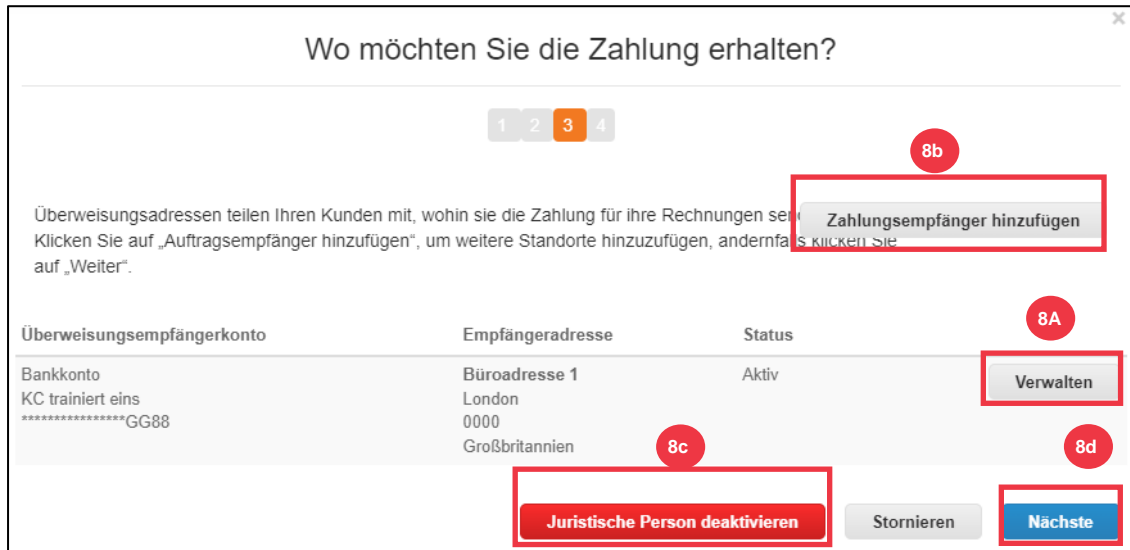 ×
Wo möchten Sie die Zahlung erhalten?
1 2 3 4
8b
Überweisungsadressen teilen Ihren Kunden mit, wohin sie die Zahlung für ihre Rechnungen
Zahlungsempfänger hinzufügen
Klicken Sie auf „Auftragsempfänger hinzufügen“, um weitere Standorte hinzuzufügen, andernfalls klicken Sie
auf „Weiter“.
8A
Überweisungsempfängerkonto Empfängeradresse Status
Bankkonto Büroadresse 1 Aktiv Verwalten
KC trainiert eins London
****************GG88 0000
Großbritannien
8c 8d
Juristische Person deaktivieren Stornieren Nächste